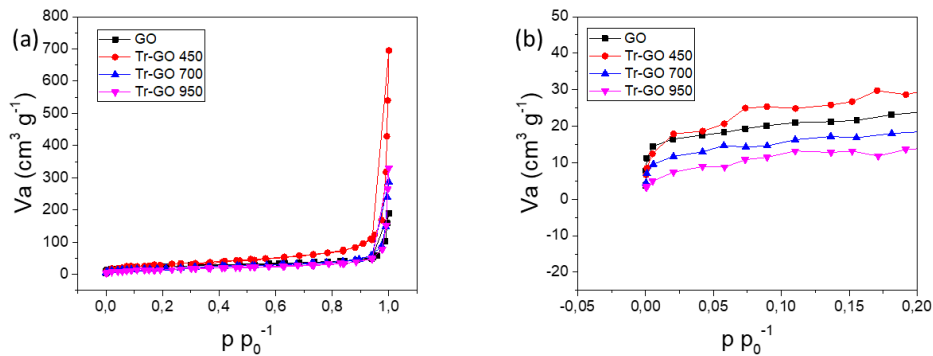 (a)
GO
Tr-GO 450
Tr-GO 700
Tr-GO 950
800
700
600
500
400
300
200
100
0
0,0 0,2 0,4 0,6 0,8 1,0
Va (cm³ g⁻¹)
p p₀⁻¹
(b)
GO
Tr-GO 450
Tr-GO 700
Tr-GO 950
50
40
30
20
10
0
-10
-20
-0,05 0,00 0,05 0,10 0,15 0,20
Va (cm³ g⁻¹)
p p₀⁻¹